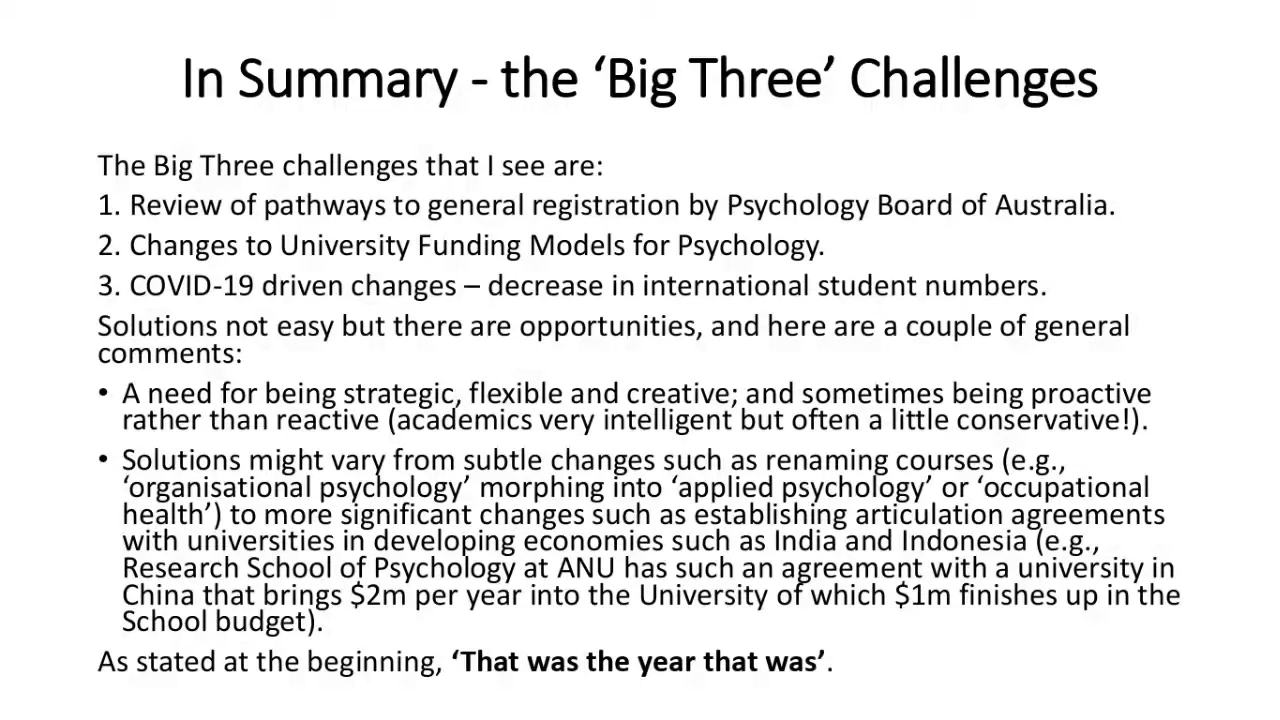 In Summary - the ‘Big Three’ Challenges
The Big Three challenges that I see are:
1. Review of pathways to general registration by Psychology Board of Australia.
2. Changes to University Funding Models for Psychology.
3. COVID-19 driven changes – decrease in international student numbers.
Solutions not easy but there are opportunities, and here are a couple of general
comments:
• A need for being strategic, flexible and creative; and sometimes being proactive
rather than reactive (academics very intelligent but often a little conservative!).
• Solutions might vary from subtle changes such as renaming courses (e.g.,
‘organisational psychology’ morphing into ‘applied psychology’ or ‘occupational
health’) to more significant changes such as establishing articulation agreements
with universities in developing economies such as India and Indonesia (e.g.,
Research School of Psychology at ANU has such an agreement with a university in
China that brings $2m per year into the University of which $1m finishes up in the
School budget).
As stated at the beginning, ‘That was the year that was’.